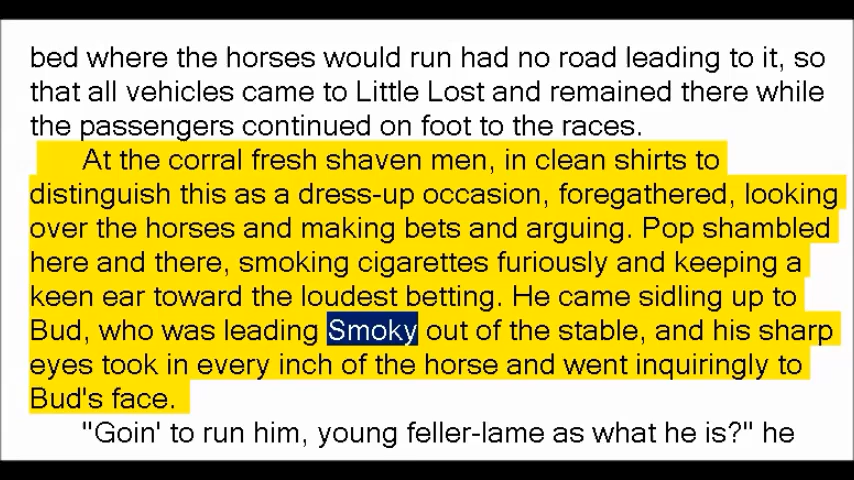 bed where the horses would run had no road leading to it, so
that all vehicles came to Little Lost and remained there while
the passengers continued on foot to the races.
At the corral fresh shaven men, in clean shirts to
distinguish this as a dress-up occasion, foregathered, looking
over the horses and making bets and arguing. Pop shambled
here and there, smoking cigarettes furiously and keeping a
keen ear toward the loudest betting. He came sidling up to
Bud, who was leading Smoky out of the stable, and his sharp
eyes took in every inch of the horse and went inquiringly to
Bud's face.
"Goin' to run him, young feller-lame as what he is?" he